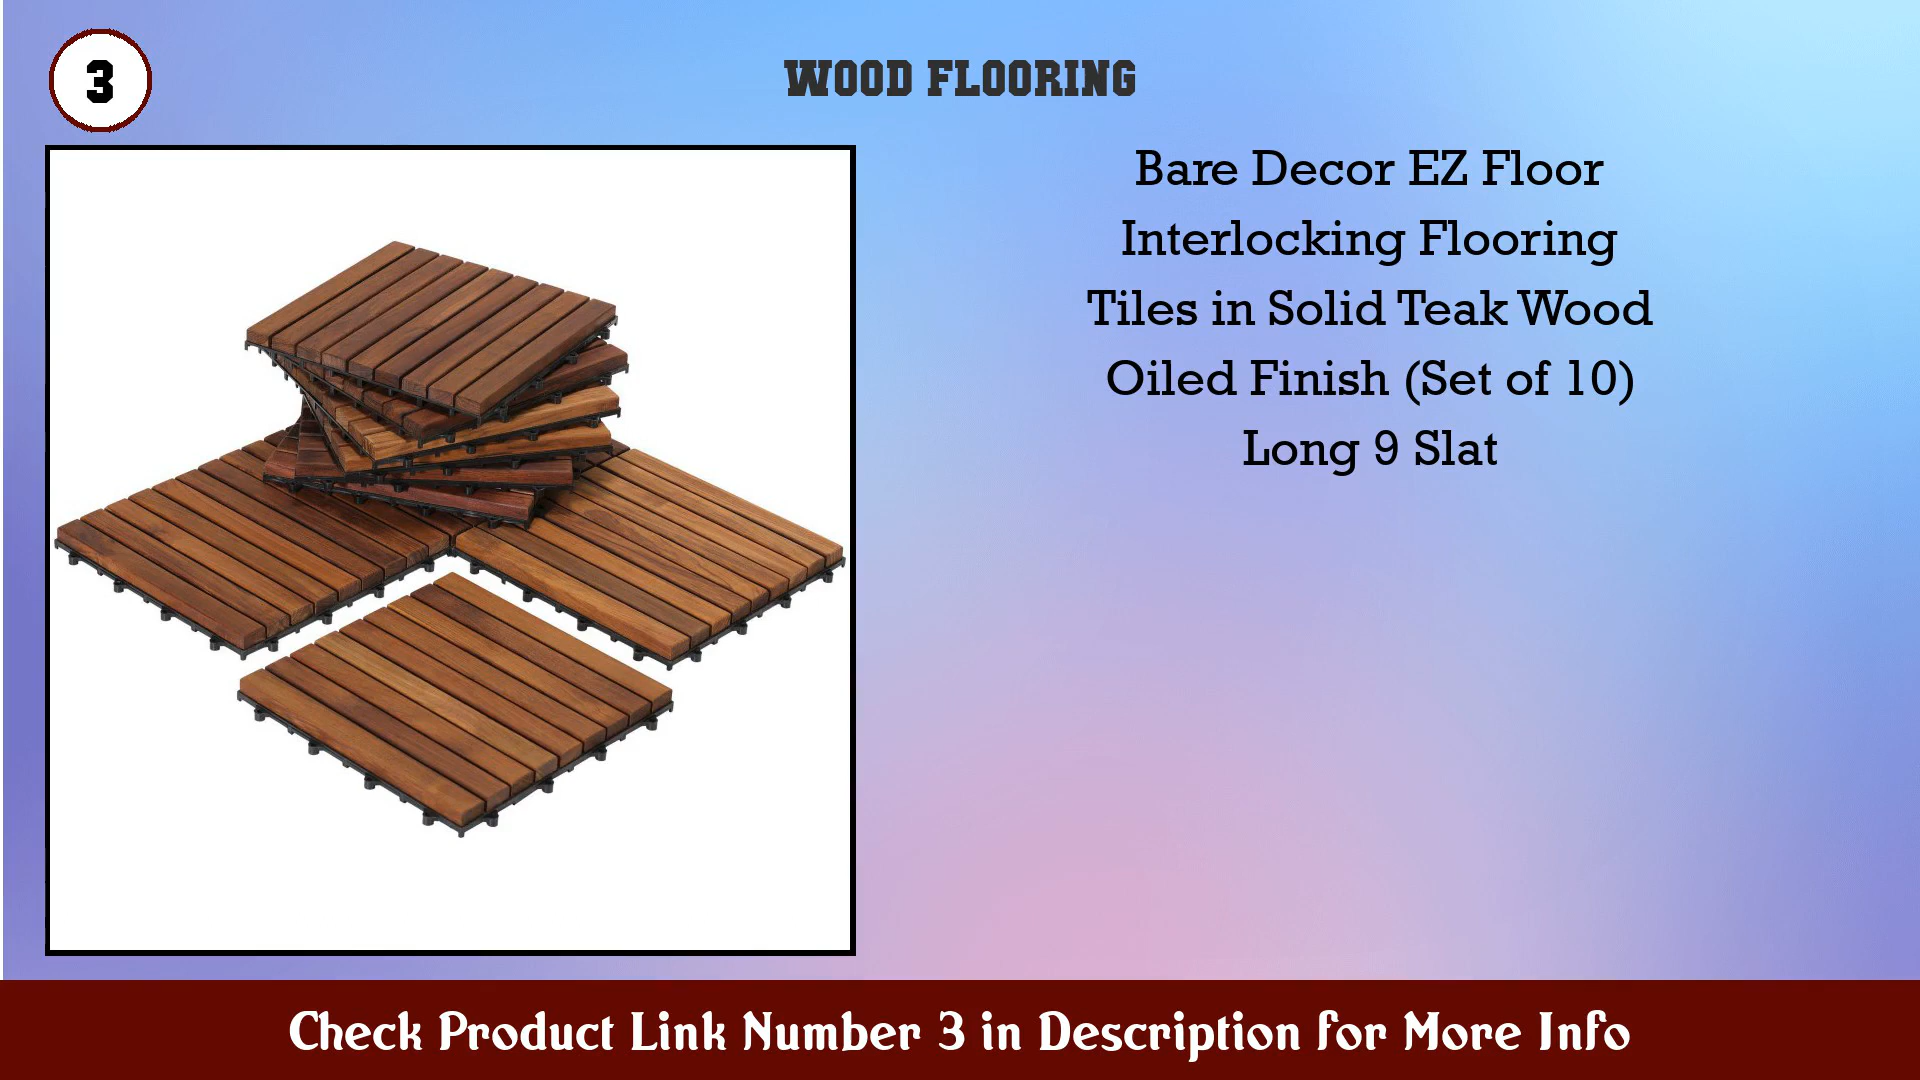 3
WOOD FLOORING
Bare Decor EZ Floor
Interlocking Flooring
Tiles in Solid Teak Wood
Oiled Finish (Set of 10)
Long 9 Slat
Check Product Link Number 3 in Description for More Info